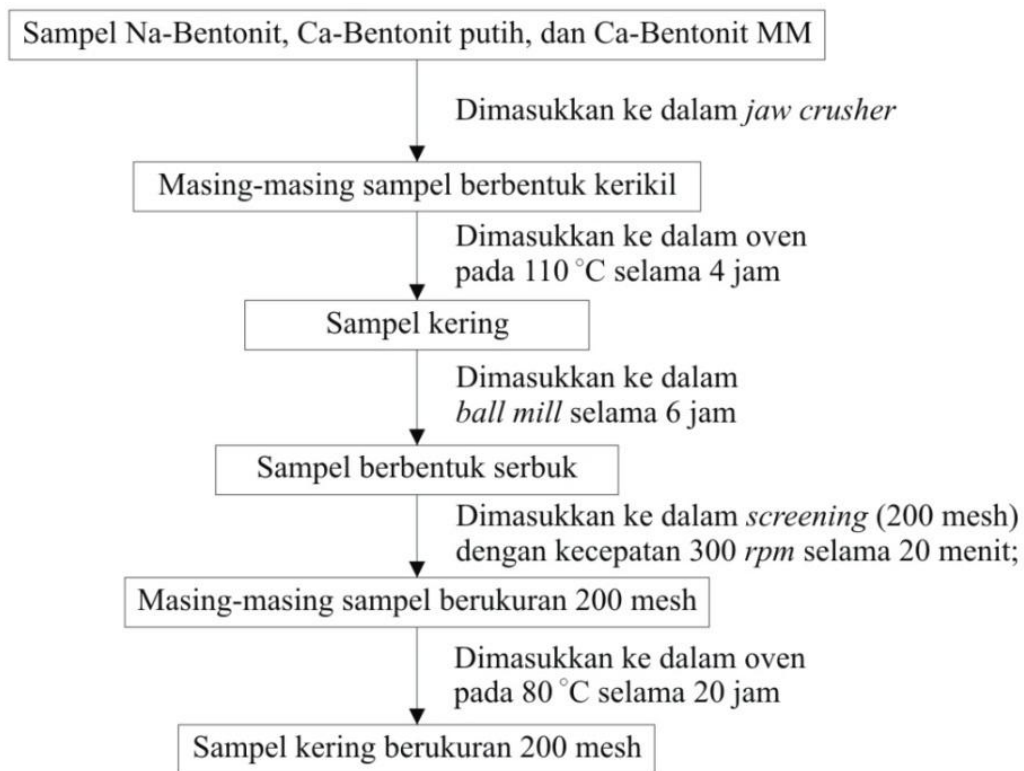 Sampel Na-Bentonit, Ca-Bentonit putih, dan Ca-Bentonit MM
Dimasukkan ke dalam jaw crusher
Masing-masing sampel berbentuk kerikil
Dimasukkan ke dalam oven
pada 110 °C selama 4 jam
Sampel kering
Dimasukkan ke dalam
ball mill selama 6 jam
Sampel berbentuk serbuk
Dimasukkan ke dalam screening (200 mesh)
dengan kecepatan 300 rpm selama 20 menit;
Masing-masing sampel berukuran 200 mesh
Dimasukkan ke dalam oven
pada 80 °C selama 20 jam
Sampel kering berukuran 200 mesh